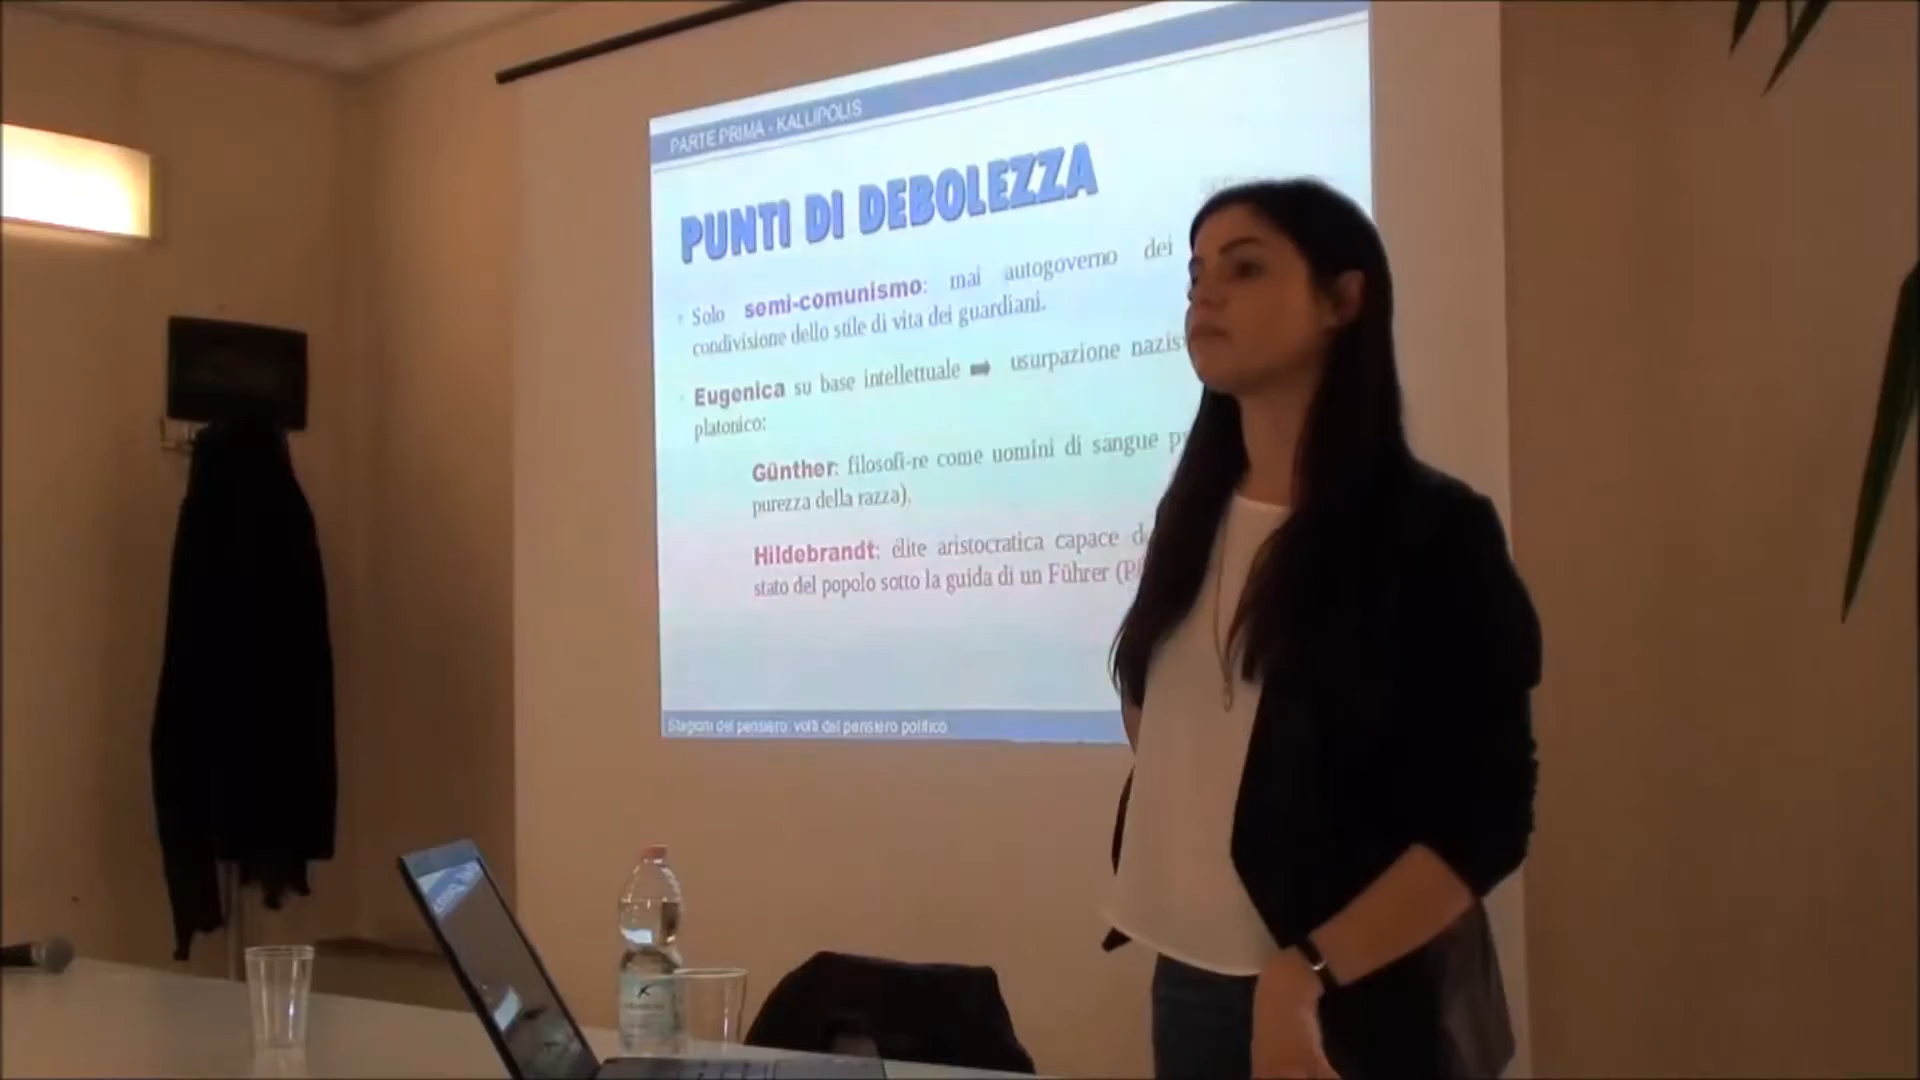 PARTE PRIMA - KALLIPOLIS
PUNTI DI DEBOLEZZA
Solo semi-comunismo: mai autogoverno dei
condivisione dello stile di vita dei guardiani.
Eugenica su base intellettuale ➡ usurpazione
platonico:
Günther: filosofi-re come uomini di sangue
purezza della razza).
Hildebrandt: élite aristocratica capace
stato del popolo sotto la guida di un Führer
Stagioni del pensiero: volti del pensiero politico